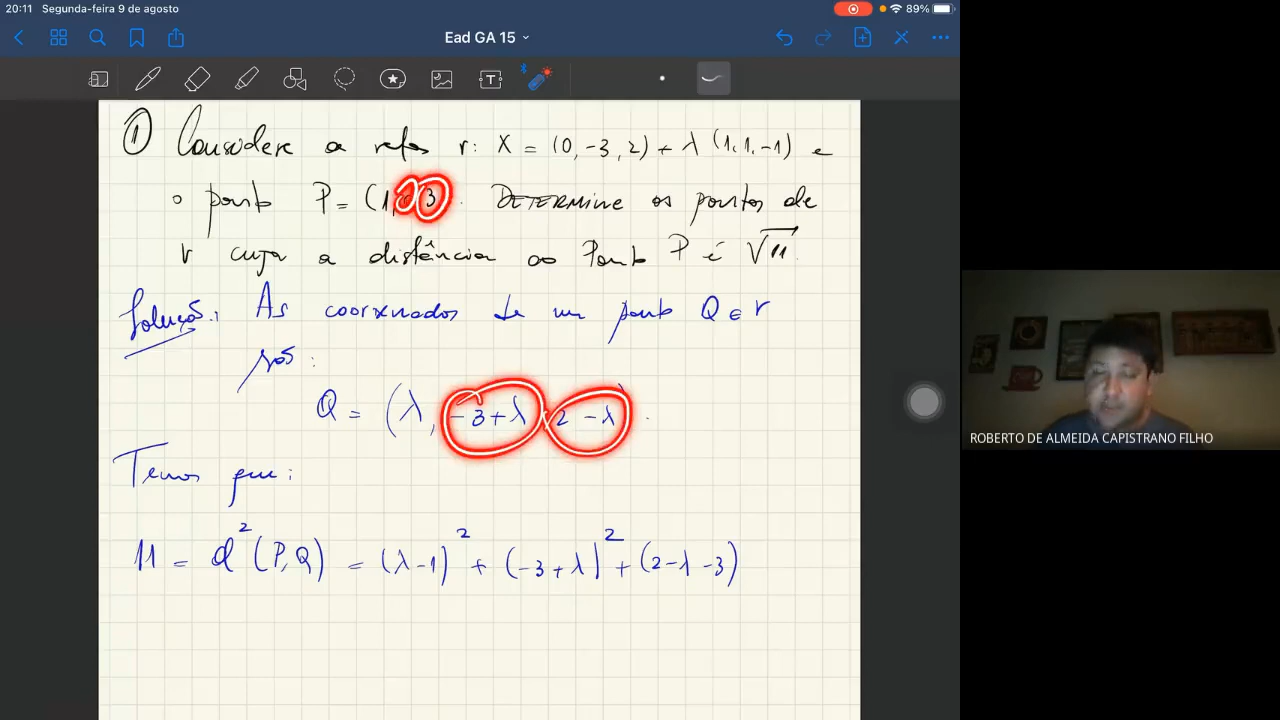 20:11 Segunda-feira 9 de agosto
89%
Ead GA 15
① Considere a reta r: X = (0, -3, 2) + λ (1, 1, -1) e
o ponto P = (1, 3 . DETERMINE os pontos de
r cuja a distância ao Ponto P é √11.
Solução: As coordenadas de um ponto Q ∈ r
são:
Q = (λ, -3 + λ, 2 - λ) .
Temos que:
11 = d² (P, Q) = (λ - 1)² + (-3 + λ)² + (2 - λ - 3)
ROBERTO DE ALMEIDA CAPISTRANO FILHO